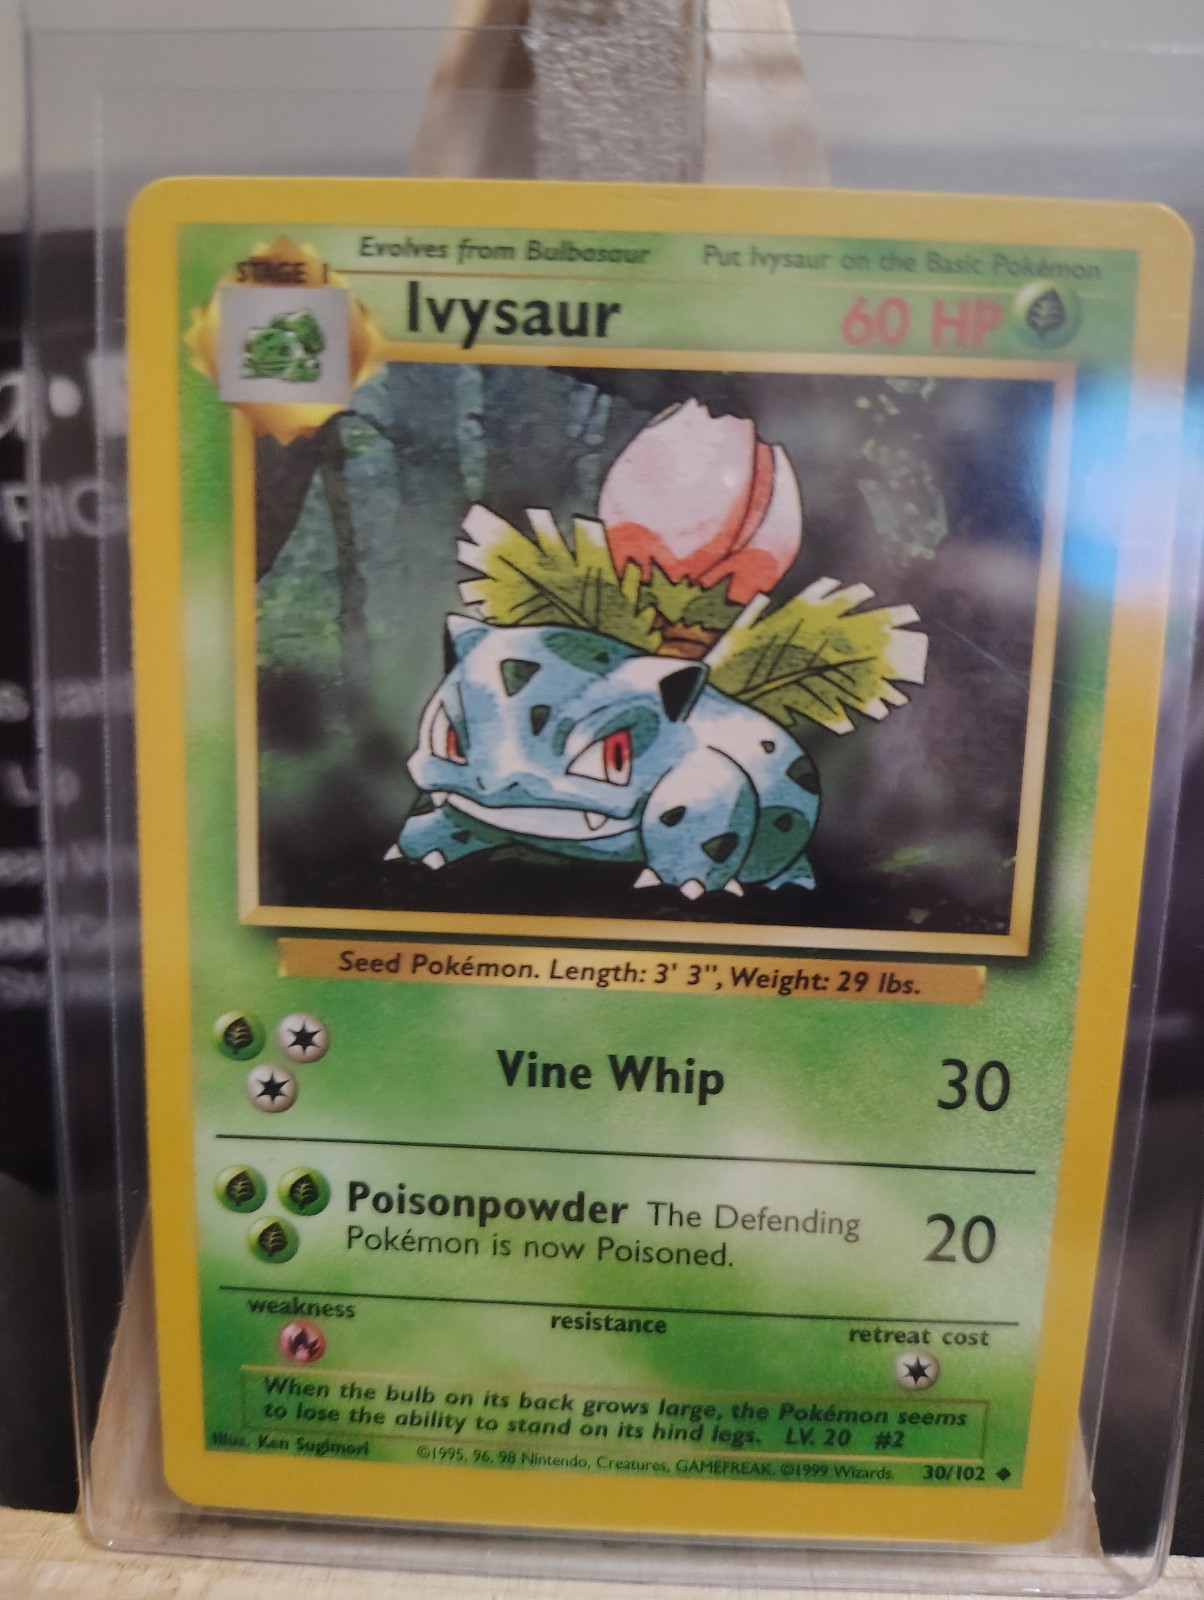 Evolves from Bulbasaur Put Ivysaur on the Basic Pokémon
STAGE 1
Ivysaur 60 HP
Seed Pokémon. Length: 3' 3", Weight: 29 lbs.
Vine Whip 30
Poisonpowder The Defending
Pokémon is now Poisoned. 20
weakness resistance retreat cost
When the bulb on its back grows large, the Pokémon seems
to lose the ability to stand on its hind legs. LV. 20 #2
Illus. Ken Sugimori ©1995, 96, 98 Nintendo, Creatures, GAMEFREAK. ©1999 Wizards. 30/102